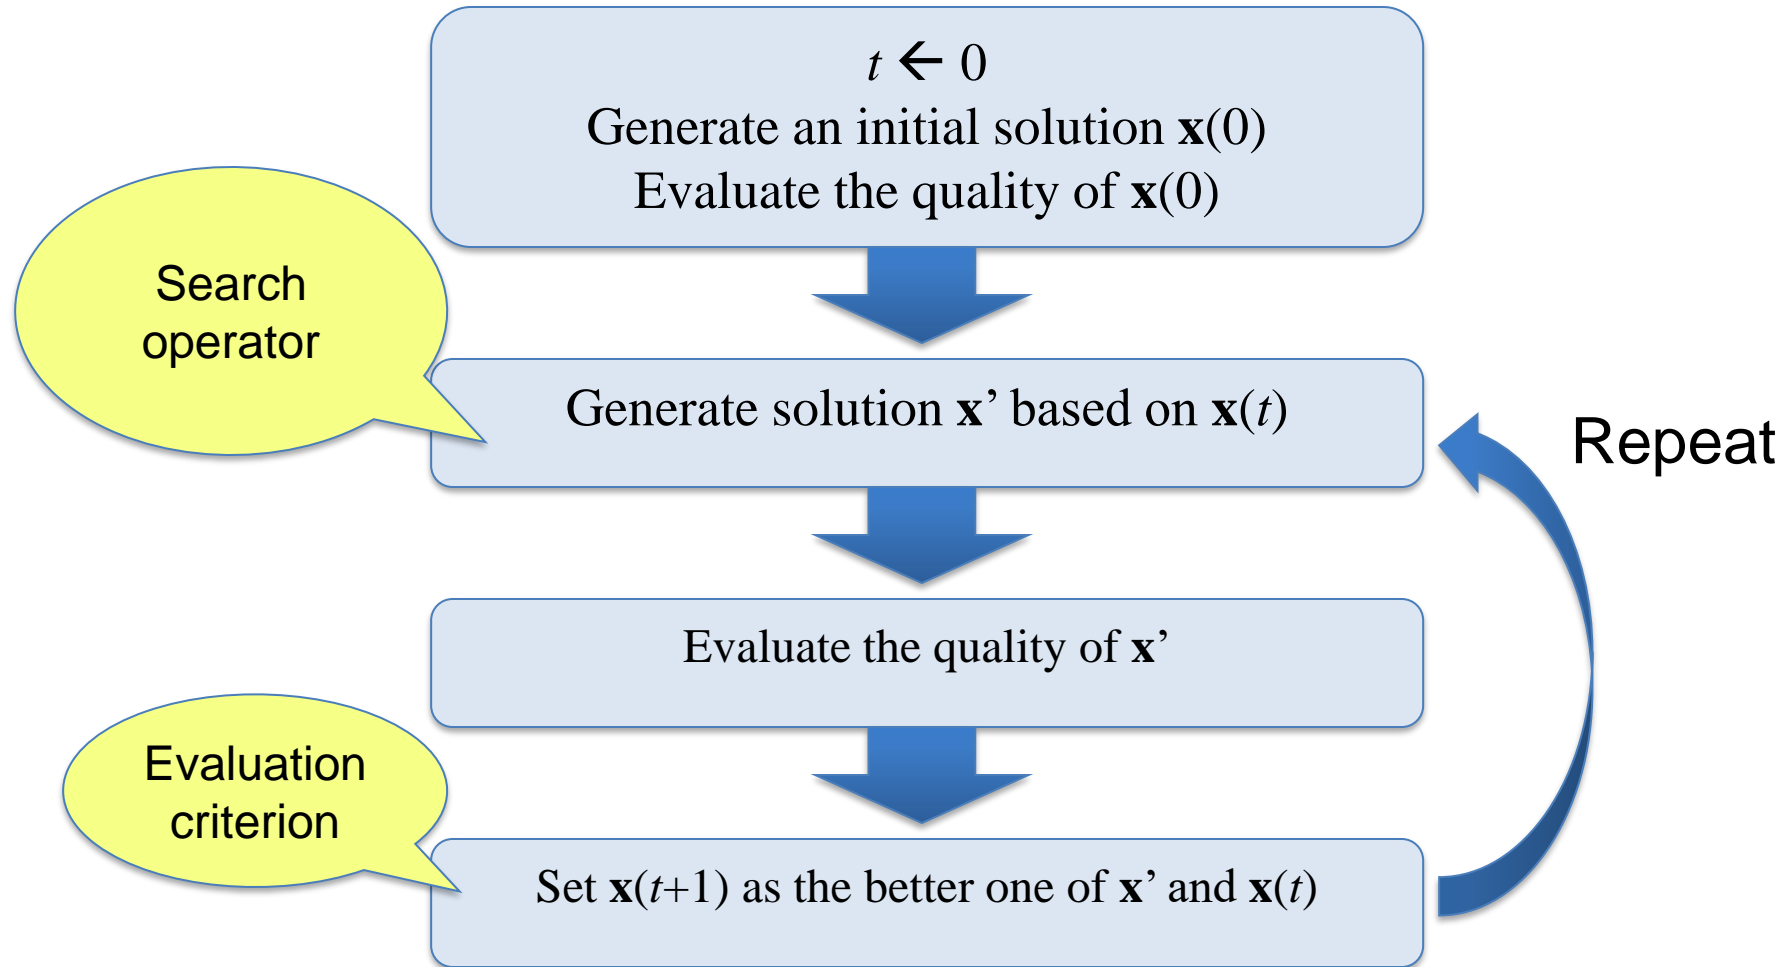 t ← 0
Generate an initial solution x(0)
Evaluate the quality of x(0)
Search
operator
Generate solution x’ based on x(t)
Repeat
Evaluate the quality of x’
Evaluation
criterion
Set x(t+1) as the better one of x’ and x(t)